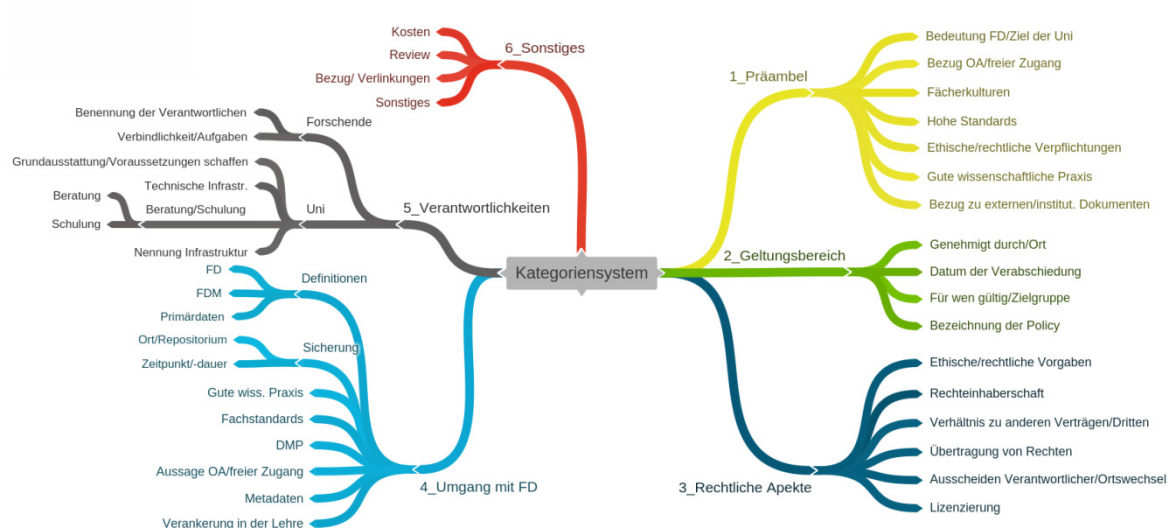 Kategoriensystem
1_Präambel
Bedeutung FD/Ziel der Uni
Bezug OA/freier Zugang
Fächerkulturen
Hohe Standards
Ethische/rechtliche Verpflichtungen
Gute wissenschaftliche Praxis
Bezug zu externen/institut. Dokumenten
2_Geltungsbereich
Genehmigt durch/Ort
Datum der Verabschiedung
Für wen gültig/Zielgruppe
Bezeichnung der Policy
3_Rechtliche Apekte
Ethische/rechtliche Vorgaben
Rechteinhaberschaft
Verhältnis zu anderen Verträgen/Dritten
Übertragung von Rechten
Ausscheiden Verantwortlicher/Ortswechsel
Lizenzierung
4_Umgang mit FD
Definitionen
FD
FDM
Primärdaten
Sicherung
Ort/Repositorium
Zeitpunkt/-dauer
Gute wiss. Praxis
Fachstandards
DMP
Aussage OA/freier Zugang
Metadaten
Verankerung in der Lehre
5_Verantwortlichkeiten
Forschende
Benennung der Verantwortlichen
Verbindlichkeit/Aufgaben
Uni
Grundausstattung/Voraussetzungen schaffen
Technische Infrastr.
Beratung/Schulung
Beratung
Schulung
Nennung Infrastruktur
6_Sonstiges
Kosten
Review
Bezug/ Verlinkungen
Sonstiges